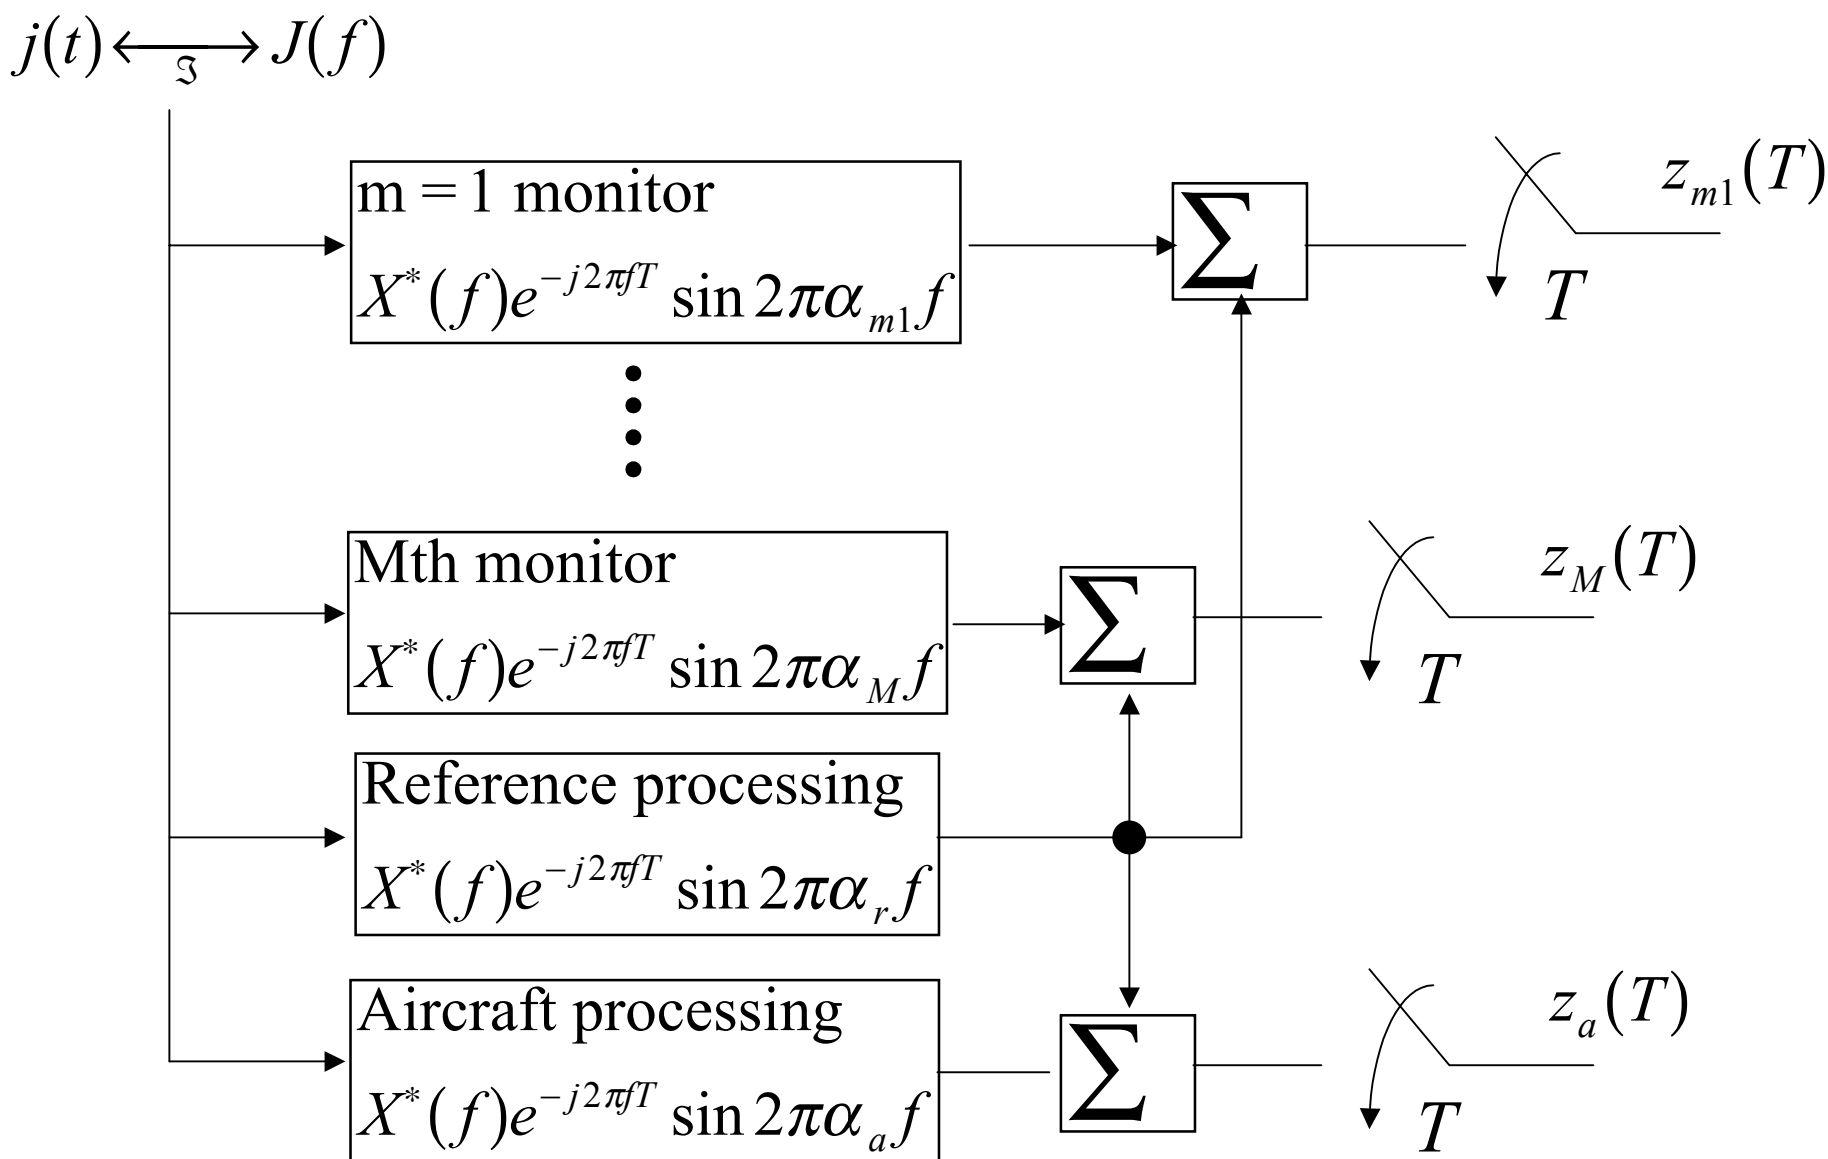 j(t) ⟷ J(f)
ℑ
m = 1 monitor
X*(f)e^{-j2πfT} sin 2πα_{m1}f
∑
z_{m1}(T)
T
Mth monitor
X*(f)e^{-j2πfT} sin 2πα_M f
∑
z_M(T)
T
Reference processing
X*(f)e^{-j2πfT} sin 2πα_r f
Aircraft processing
X*(f)e^{-j2πfT} sin 2πα_a f
∑
z_a(T)
T